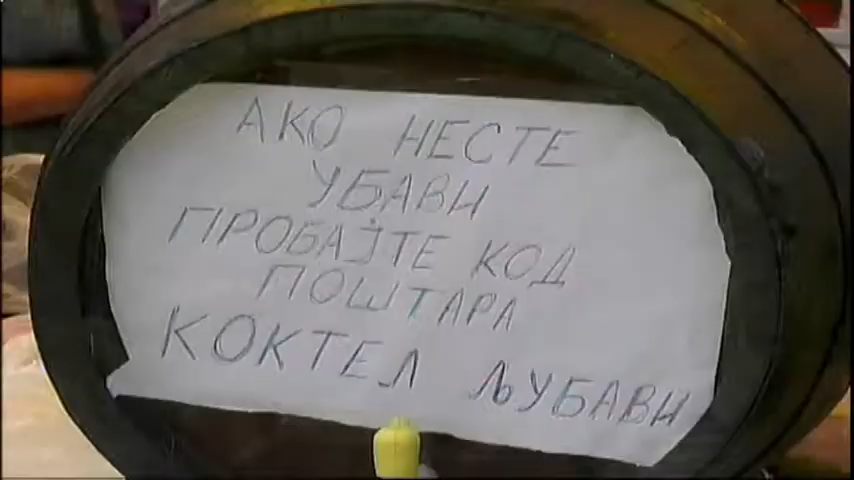 АКО НЕСТЕ
УБАВИ
ПРОБАЈТЕ КОД
ПОШТАРА
КОКТЕЛ ЉУБАВИ